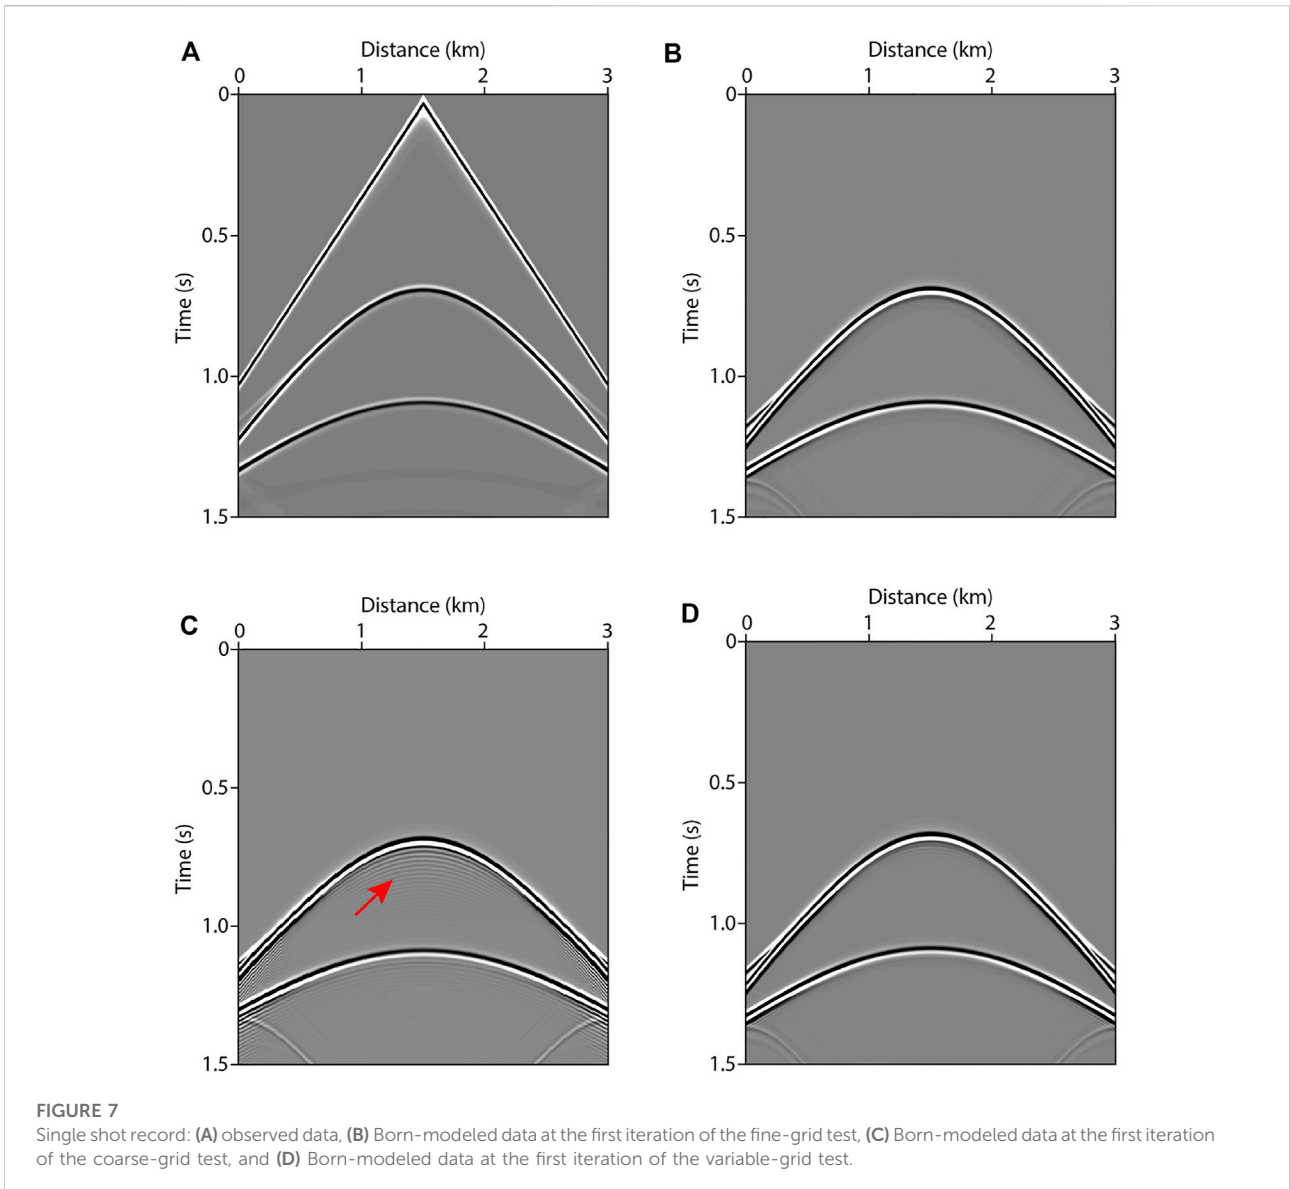 A
Distance (km)
0 1 2 3
0
0.5
1.0
1.5
Time (s)
B
Distance (km)
0 1 2 3
0
0.5
1.0
1.5
Time (s)
C
Distance (km)
0 1 2 3
0
0.5
1.0
1.5
Time (s)
D
Distance (km)
0 1 2 3
0
0.5
1.0
1.5
Time (s)
FIGURE 7
Single shot record: (A) observed data, (B) Born-modeled data at the first iteration of the fine-grid test, (C) Born-modeled data at the first iteration
of the coarse-grid test, and (D) Born-modeled data at the first iteration of the variable-grid test.